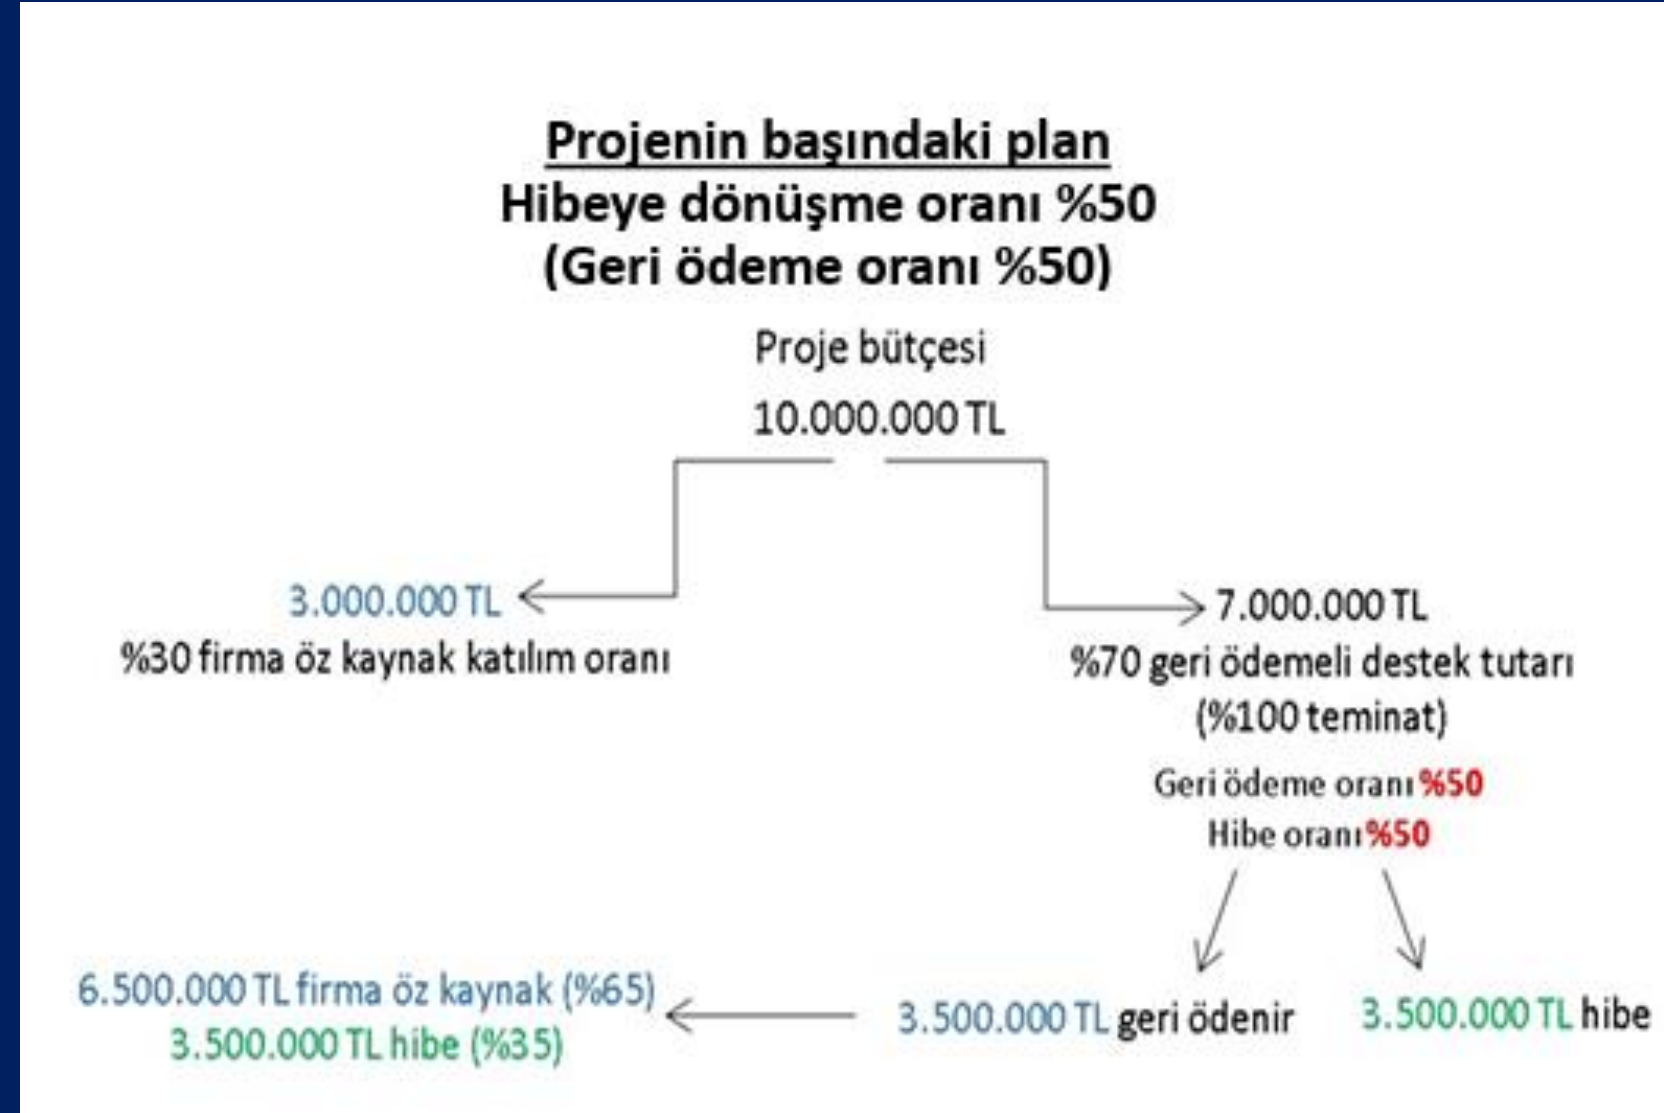 Projenin başındaki plan
Hibeye dönüşme oranı %50
(Geri ödeme oranı %50)
Proje bütçesi
10.000.000 TL
3.000.000 TL
%30 firma öz kaynak katılım oranı
7.000.000 TL
%70 geri ödemeli destek tutarı
(%100 teminat)
Geri ödeme oranı %50
Hibe oranı %50
6.500.000 TL firma öz kaynak (%65)
3.500.000 TL hibe (%35)
3.500.000 TL geri ödenir
3.500.000 TL hibe